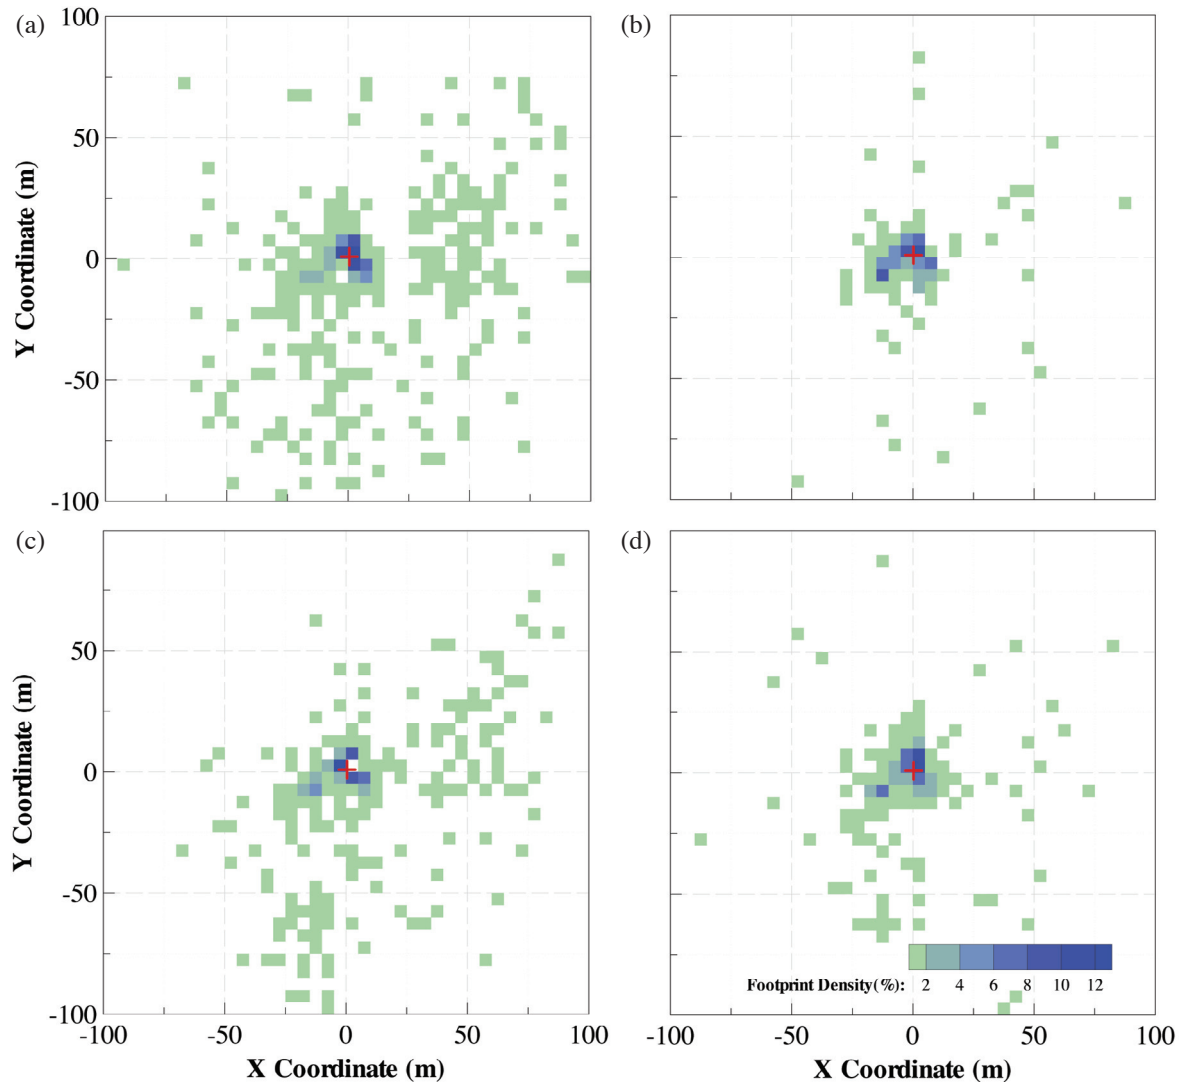 (a)
(b)
100
50
0
-50
-100
Y Coordinate (m)
(c)
(d)
50
0
-50
-100
Y Coordinate (m)
Footprint Density(%): 2 4 6 8 10 12
-100 -50 0 50 100
-100 -50 0 50 100
X Coordinate (m)
X Coordinate (m)